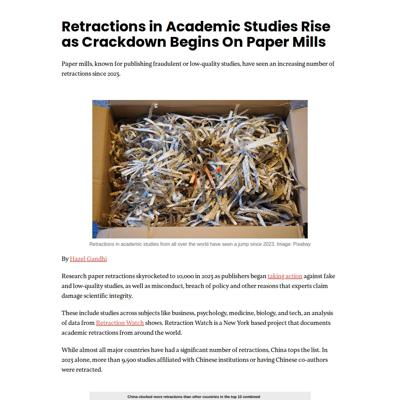 Retractions in Academic Studies Rise
as Crackdown Begins On Paper Mills
Paper mills, known for publishing fraudulent or low-quality studies, have seen an increasing number of
retractions since 2023.
Retractions in academic studies from all over the world have seen a jump since 2023. Image: Pixabay
By Hazel Gandhi
Research paper retractions skyrocketed to 10,000 in 2023 as publishers began taking action against fake
and low-quality studies, as well as misconduct, breach of policy and other reasons that experts claim
damage scientific integrity.
These include studies across subjects like business, psychology, medicine, biology, and tech, an analysis
of data from Retraction Watch shows. Retraction Watch is a New York based project that documents
academic retractions from around the world.
While almost all major countries have had a significant number of retractions, China tops the list. In
2023 alone, more than 9,500 studies affiliated with Chinese institutions or having Chinese co-authors
were retracted.
China clocked more retractions than other countries in the top 10 combined